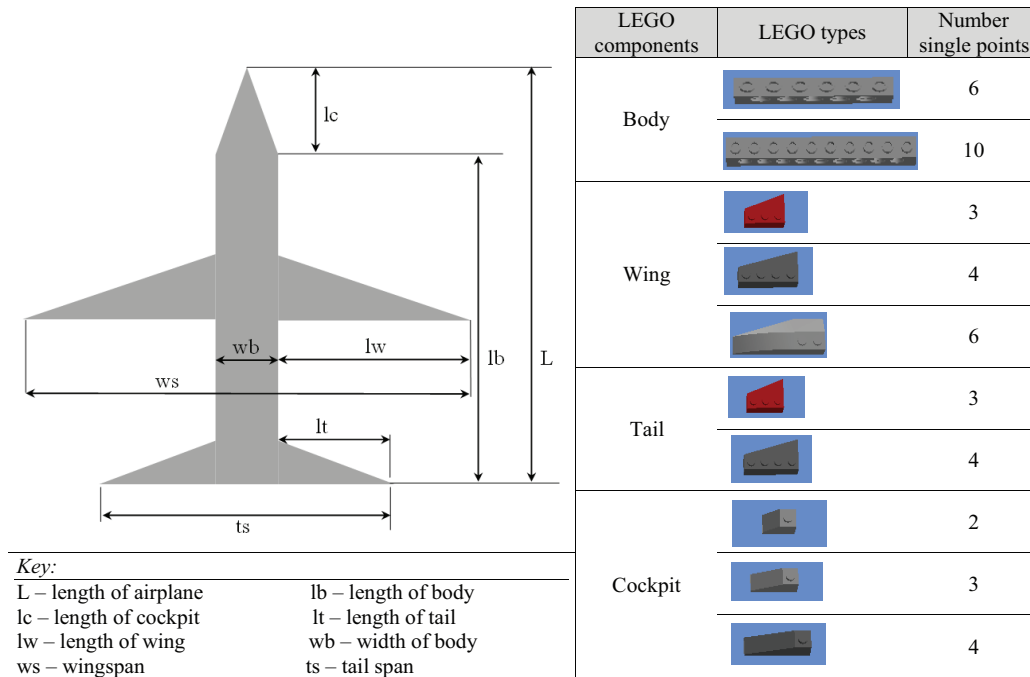 lc
wb
lw
lb
L
ws
lt
ts
Key:
L – length of airplane
lb – length of body
lc – length of cockpit
lt – length of tail
lw – length of wing
wb – width of body
ws – wingspan
ts – tail span
LEGO components
LEGO types
Number single points
Body
6
10
Wing
3
4
6
Tail
3
4
Cockpit
2
3
4